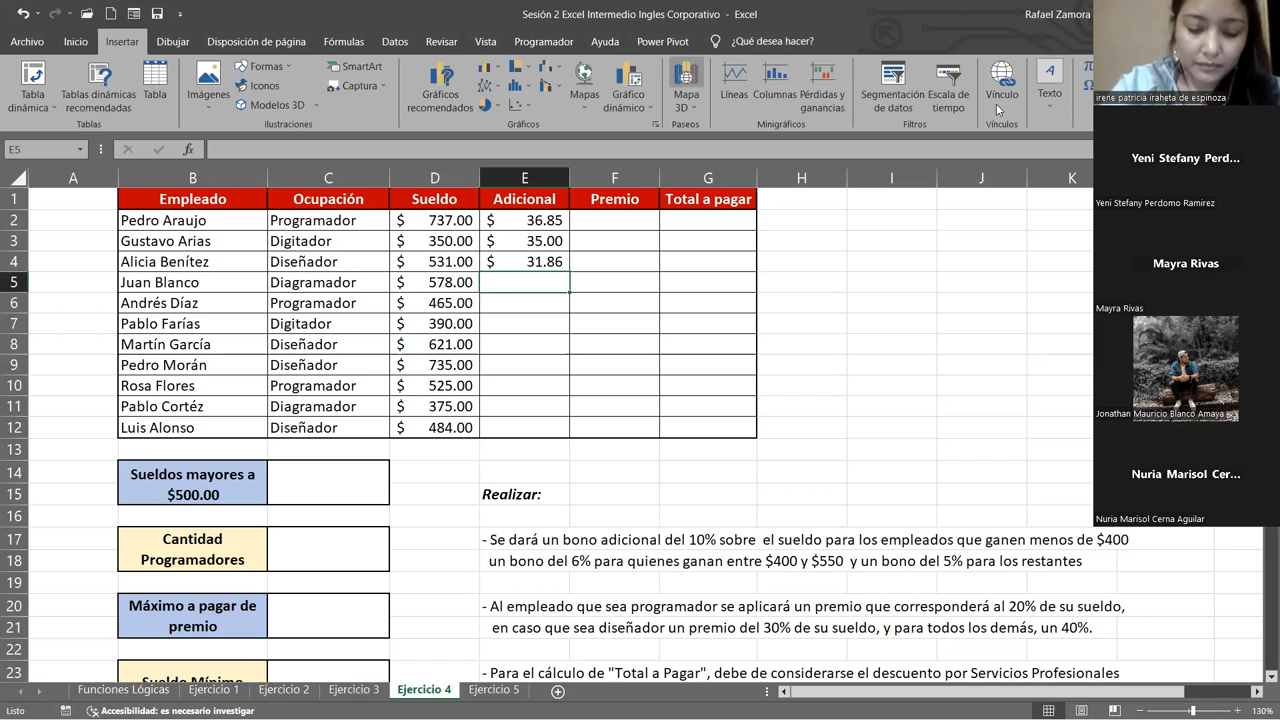 Sesión 2 Excel Intermedio Ingles Corporativo - Excel
Rafael Zamora
Archivo Inicio Insertar Dibujar Disposición de página Fórmulas Datos Revisar Vista Programador Ayuda Power Pivot ¿Qué desea hacer?
Tabla dinámica
Tablas dinámicas recomendadas
Tabla
Tablas
Imágenes
Formas
Iconos
Modelos 3D
SmartArt
Captura
Ilustraciones
Gráficos recomendados
Mapas
Gráfico dinámico
Gráficos
Mapa 3D
Paseos
Líneas
Columnas
Pérdidas y ganancias
Minigráficos
Segmentación de datos
Escala de tiempo
Filtros
Vínculo
Vínculos
Texto
E5
fx
A B C D E F G H I J K
1 Empleado Ocupación Sueldo Adicional Premio Total a pagar
2 Pedro Araujo Programador $ 737.00 $ 36.85
3 Gustavo Arias Digitador $ 350.00 $ 35.00
4 Alicia Benítez Diseñador $ 531.00 $ 31.86
5 Juan Blanco Diagramador $ 578.00
6 Andrés Díaz Programador $ 465.00
7 Pablo Farías Digitador $ 390.00
8 Martín García Diseñador $ 621.00
9 Pedro Morán Diseñador $ 735.00
10 Rosa Flores Programador $ 525.00
11 Pablo Cortéz Diagramador $ 375.00
12 Luis Alonso Diseñador $ 484.00
13
14 Sueldos mayores a
15 $500.00 Realizar:
16
17 Cantidad - Se dará un bono adicional del 10% sobre el sueldo para los empleados que ganen menos de $400
18 Programadores un bono del 6% para quienes ganan entre $400 y $550 y un bono del 5% para los restantes
19
20 Máximo a pagar de - Al empleado que sea programador se aplicará un premio que corresponderá al 20% de su sueldo,
21 premio en caso que sea diseñador un premio del 30% de su sueldo, y para todos los demás, un 40%.
22
23 Sueldo Mínimo - Para el cálculo de "Total a Pagar", debe de considerarse el descuento por Servicios Profesionales
Funciones Lógicas Ejercicio 1 Ejercicio 2 Ejercicio 3 Ejercicio 4 Ejercicio 5
Listo Accesibilidad: es necesario investigar 130%
irene patricia iraheta de espinoza
Yeni Stefany Perd...
Yeni Stefany Perdomo Ramirez
Mayra Rivas
Mayra Rivas
Jonathan Mauricio Blanco Amaya
Nuria Marisol Cer...
Nuria Marisol Cerna Aguilar